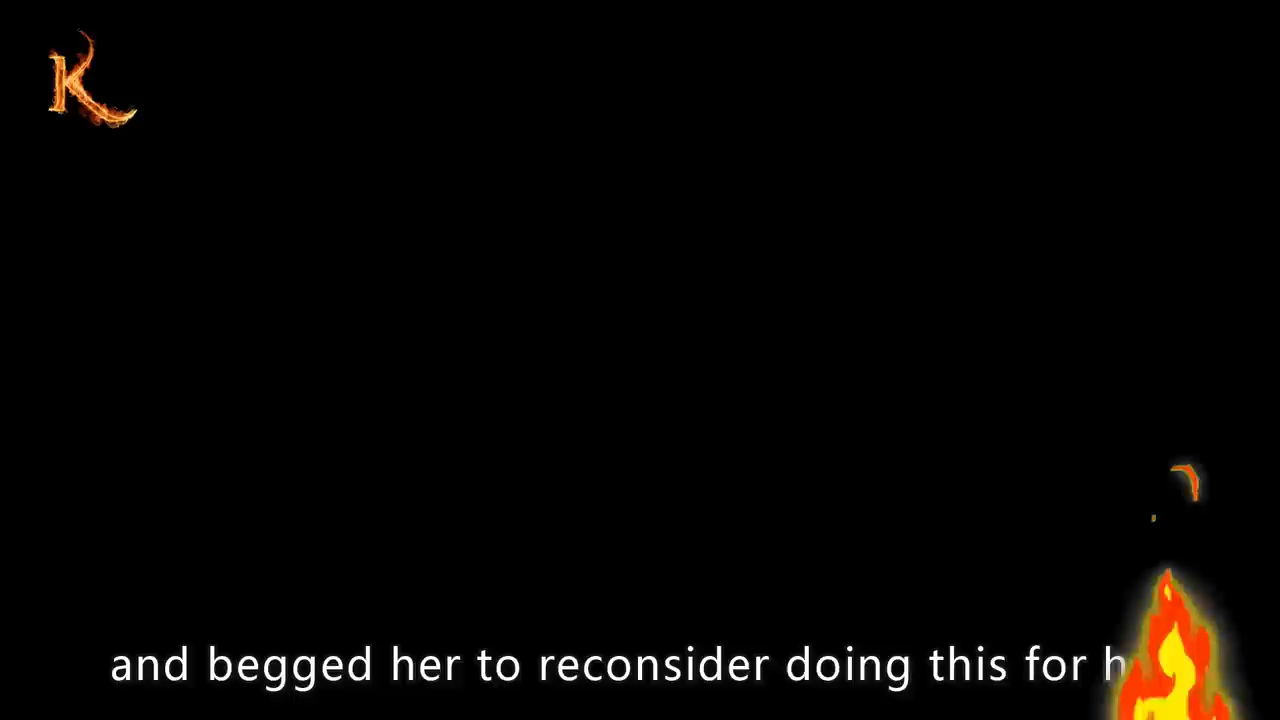 K
and begged her to reconsider doing this for